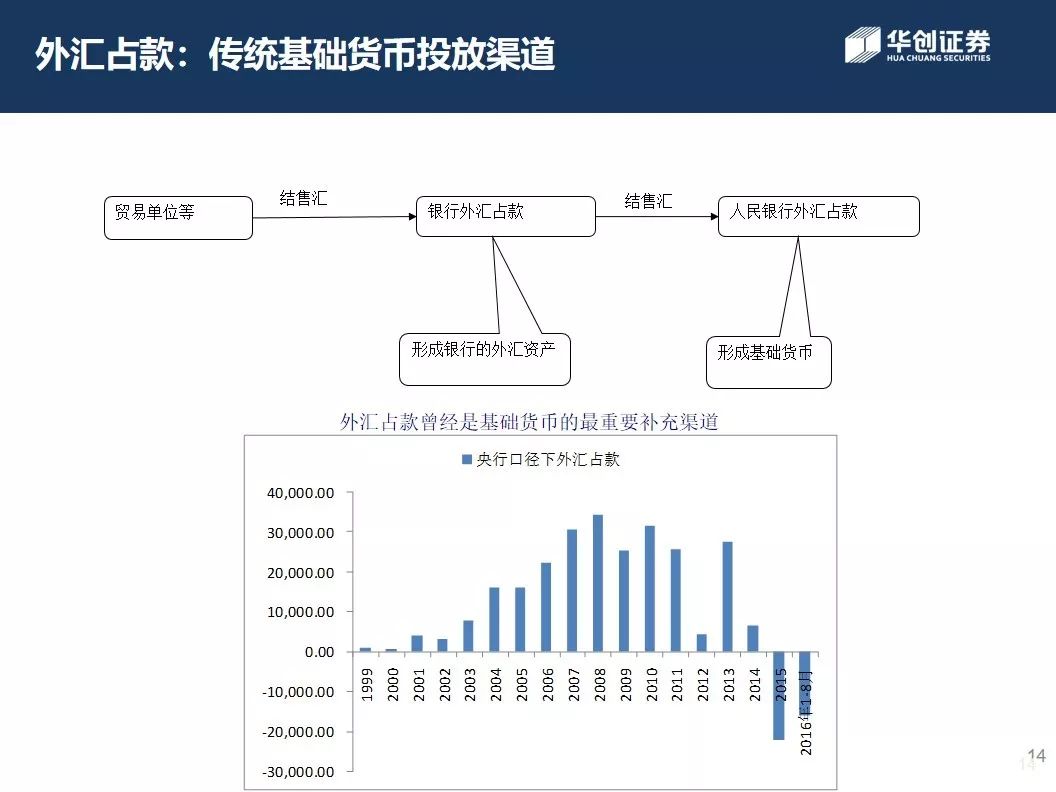 外汇占款：传统基础货币投放渠道
华创证券
HUA CHUANG SECURITIES
贸易单位等
结售汇
银行外汇占款
结售汇
人民银行外汇占款
形成银行的外汇资产
形成基础货币
外汇占款曾经是基础货币的最重要补充渠道
央行口径下外汇占款
40,000.00
30,000.00
20,000.00
10,000.00
0.00
-10,000.00
-20,000.00
-30,000.00
1999
2000
2001
2002
2003
2004
2005
2006
2007
2008
2009
2010
2011
2012
2013
2014
2015
2016年1-8月
14
14